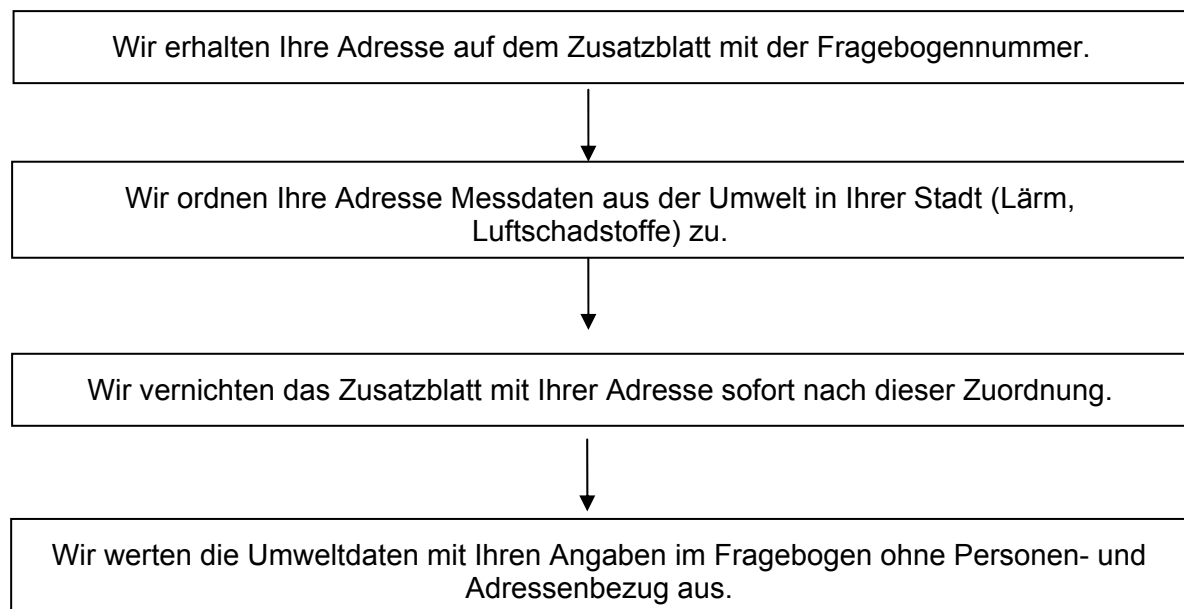 Wir erhalten Ihre Adresse auf dem Zusatzblatt mit der Fragebogennummer.
Wir ordnen Ihre Adresse Messdaten aus der Umwelt in Ihrer Stadt (Lärm,
Luftschadstoffe) zu.
Wir vernichten das Zusatzblatt mit Ihrer Adresse sofort nach dieser Zuordnung.
Wir werten die Umweltdaten mit Ihren Angaben im Fragebogen ohne Personen- und
Adressenbezug aus.